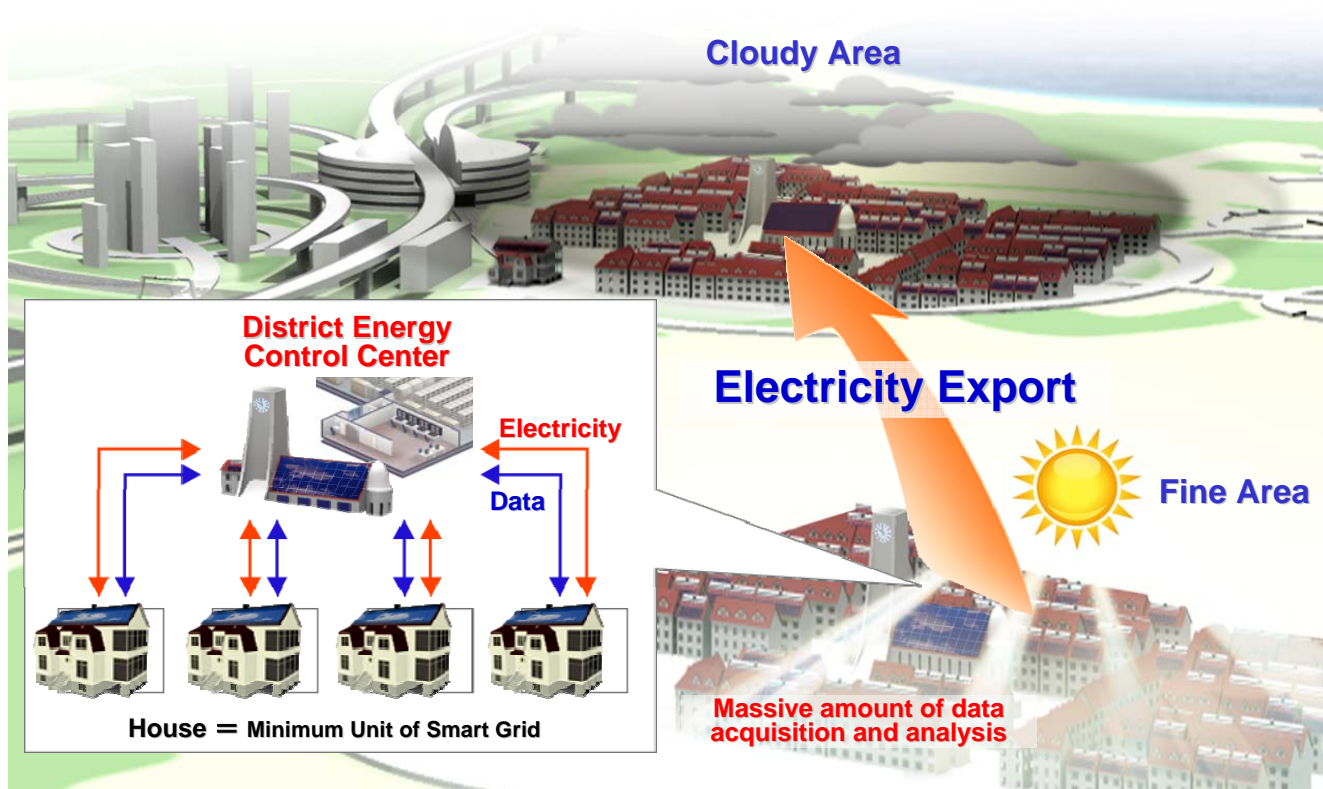 Cloudy Area
District Energy
Control Center
Electricity
Data
House = Minimum Unit of Smart Grid
Electricity Export
Fine Area
Massive amount of data
acquisition and analysis